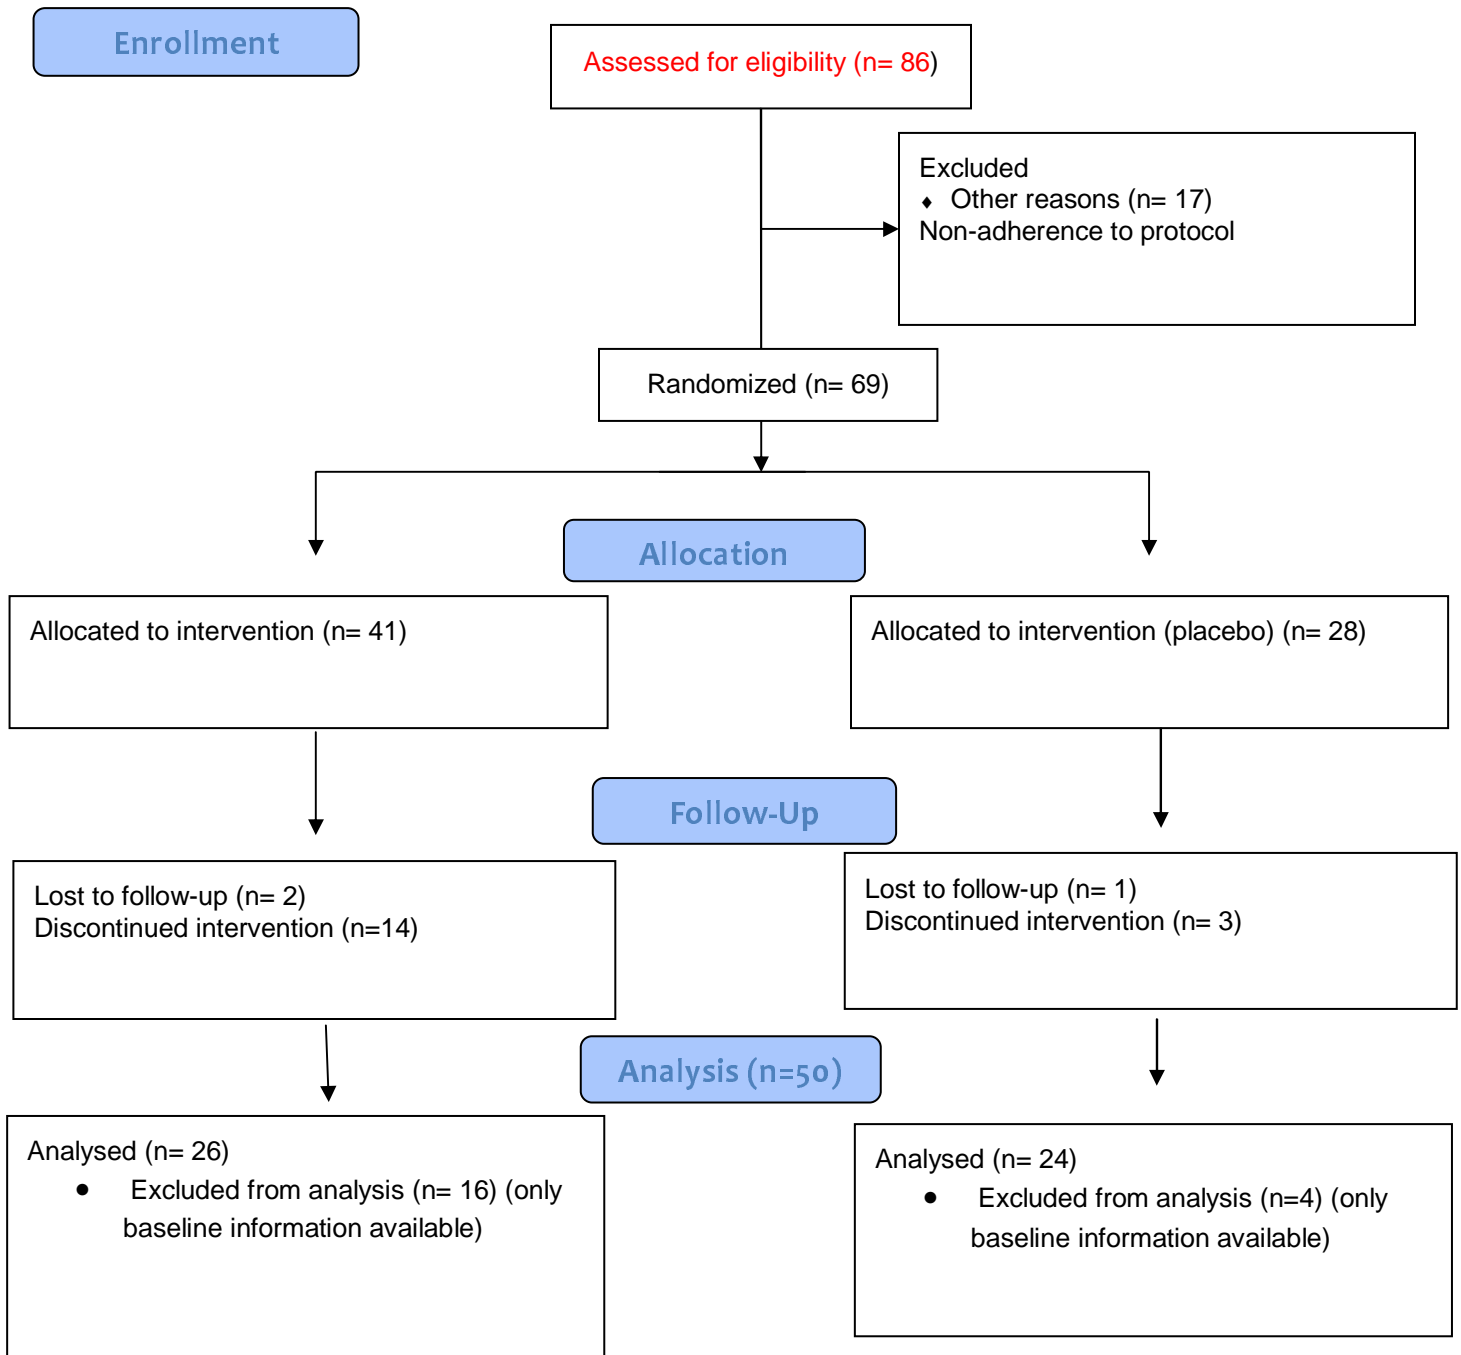 Enrollment
Assessed for eligibility (n= 86)
Excluded
♦ Other reasons (n= 17)
Non-adherence to protocol
Randomized (n= 69)
Allocation
Allocated to intervention (n= 41)
Allocated to intervention (placebo) (n= 28)
Follow-Up
Lost to follow-up (n= 2)
Discontinued intervention (n=14)
Lost to follow-up (n= 1)
Discontinued intervention (n= 3)
Analysis (n=50)
Analysed (n= 26)
● Excluded from analysis (n= 16) (only
baseline information available)
Analysed (n= 24)
● Excluded from analysis (n=4) (only
baseline information available)